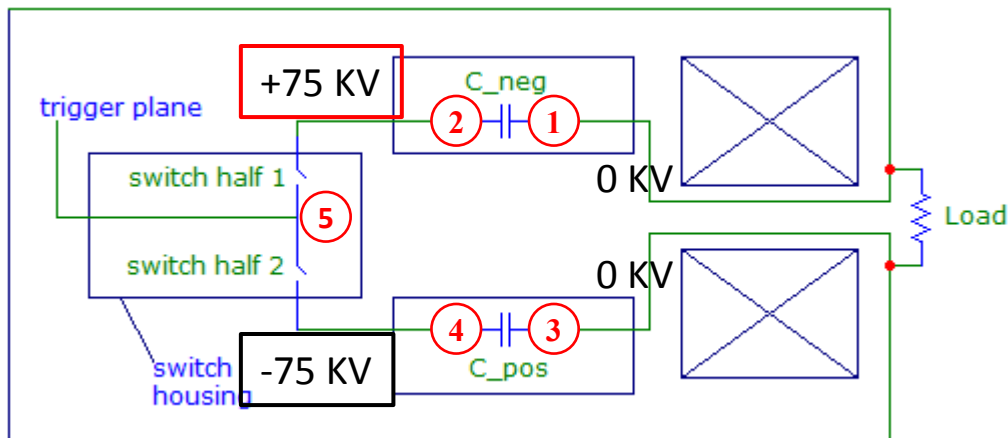 +75 KV
C_neg
trigger plane
2
1
switch half 1
0 KV
5
Load
switch half 2
0 KV
4
3
switch
housing
-75 KV
C_pos